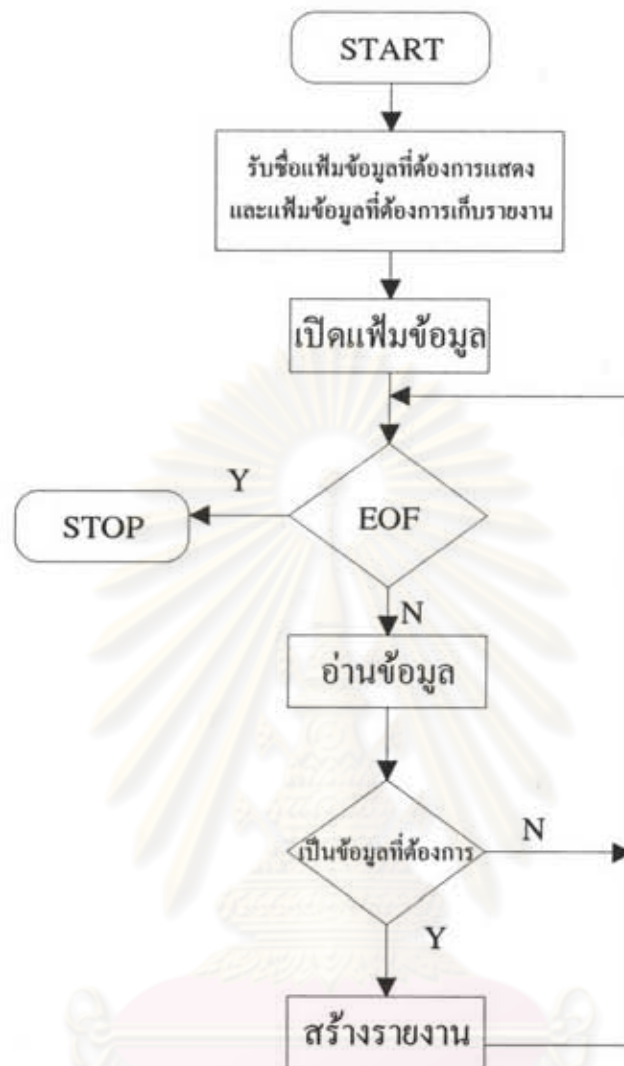 START
รับชื่อแฟ้มข้อมูลที่ต้องการแสดง
และแฟ้มข้อมูลที่ต้องการเก็บรายงาน
เปิดแฟ้มข้อมูล
Y
STOP
EOF
N
อ่านข้อมูล
เป็นข้อมูลที่ต้องการ
N
Y
สร้างรายงาน